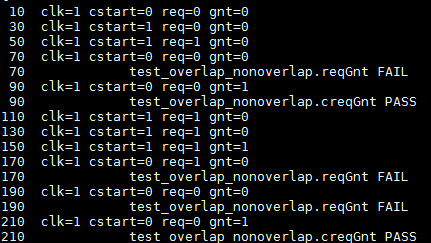 10 clk=1 cstart=0 req=0 gnt=0
30 clk=1 cstart=0 req=0 gnt=0
50 clk=1 cstart=1 req=1 gnt=0
70 clk=1 cstart=0 req=0 gnt=0
70 test_overlap_nonoverlap.reqGnt FAIL
90 clk=1 cstart=0 req=0 gnt=1
90 test_overlap_nonoverlap.creqGnt PASS
110 clk=1 cstart=1 req=1 gnt=0
130 clk=1 cstart=1 req=1 gnt=0
150 clk=1 cstart=1 req=1 gnt=1
170 clk=1 cstart=0 req=1 gnt=0
170 test_overlap_nonoverlap.reqGnt FAIL
190 clk=1 cstart=0 req=0 gnt=0
190 test_overlap_nonoverlap.reqGnt FAIL
210 clk=1 cstart=0 req=0 gnt=1
210 test_overlap_nonoverlap.creqGnt PASS